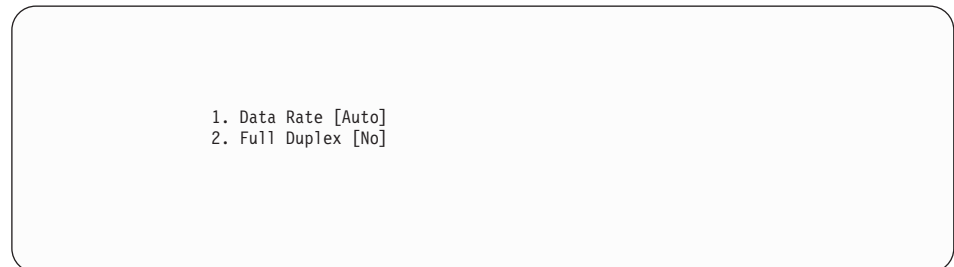 1. Data Rate [Auto]
2. Full Duplex [No]